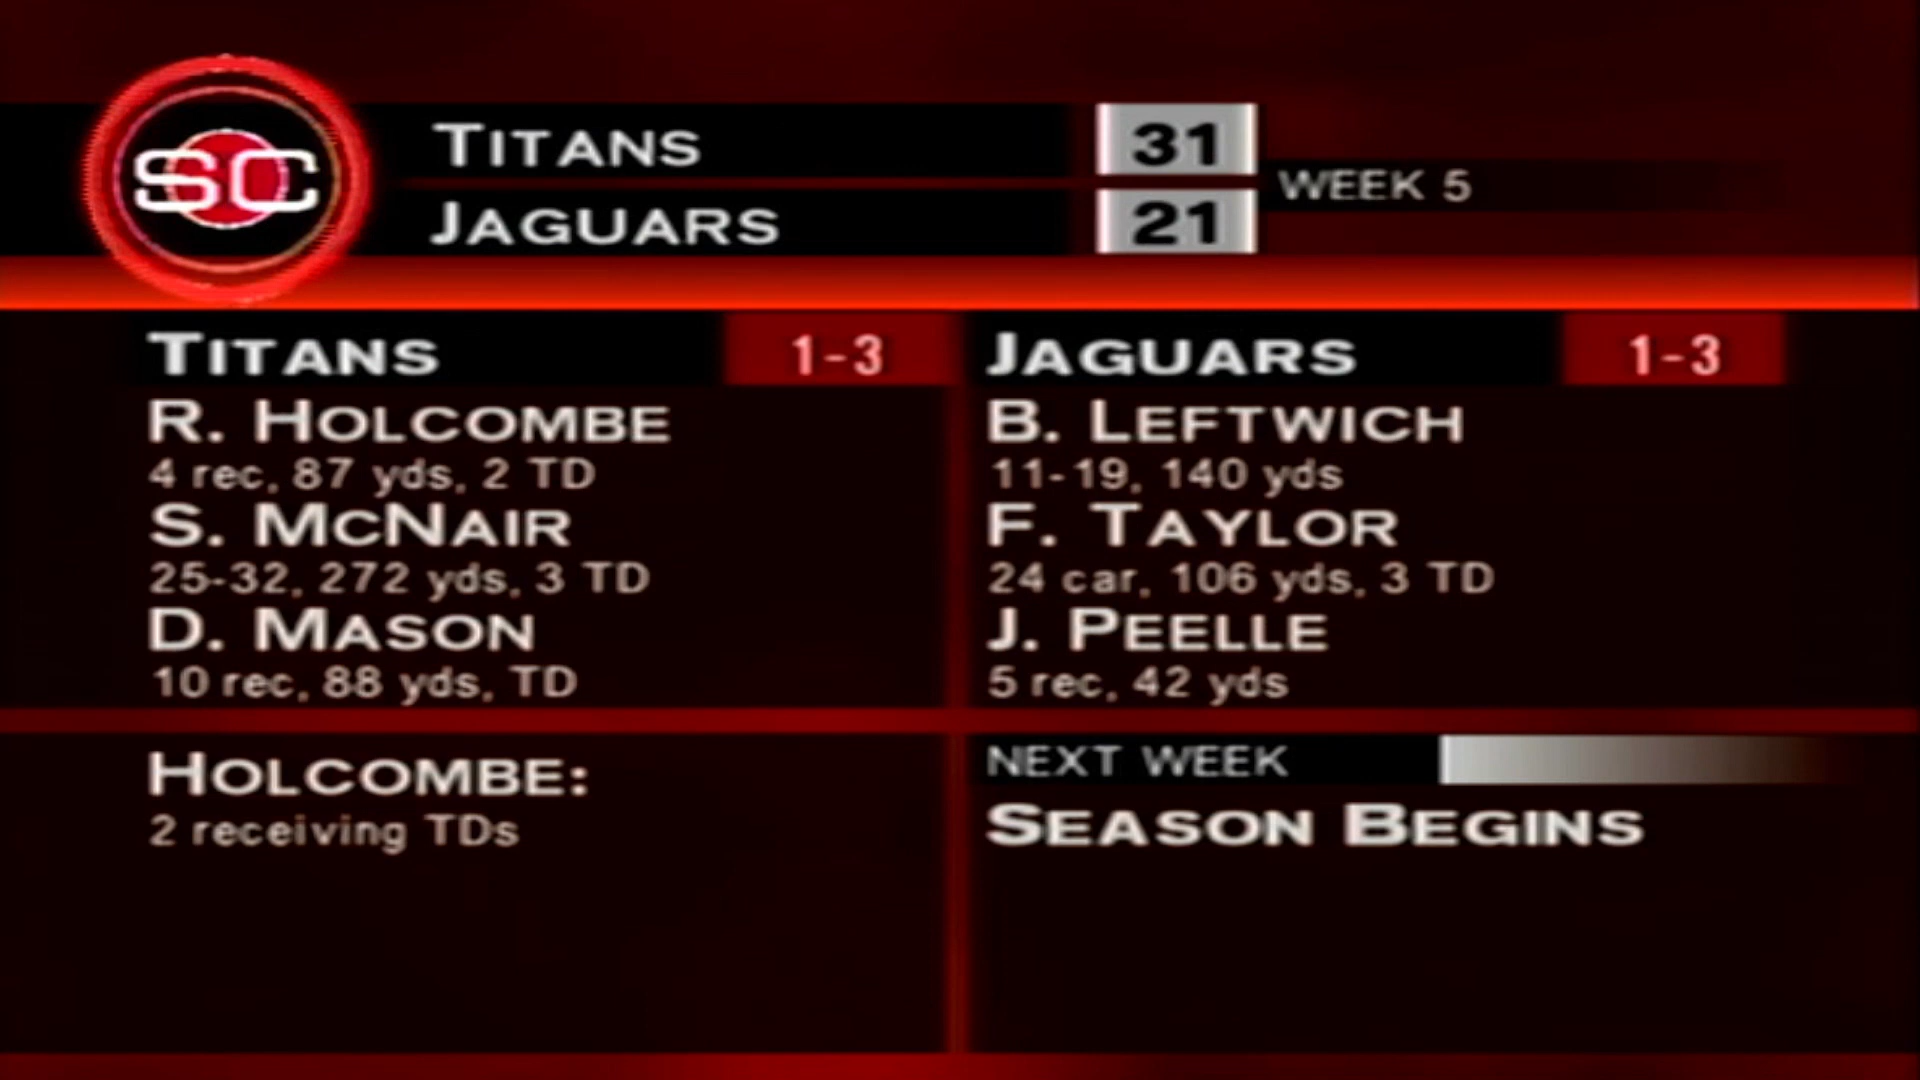 SC
TITANS 31
WEEK 5
JAGUARS 21
TITANS 1-3
R. HOLCOMBE
4 rec, 87 yds, 2 TD
S. MCNAIR
25-32, 272 yds, 3 TD
D. MASON
10 rec, 88 yds, TD
JAGUARS 1-3
B. LEFTWICH
11-19, 140 yds
F. TAYLOR
24 car, 106 yds, 3 TD
J. PEELLE
5 rec, 42 yds
HOLCOMBE:
2 receiving TDs
NEXT WEEK
SEASON BEGINS